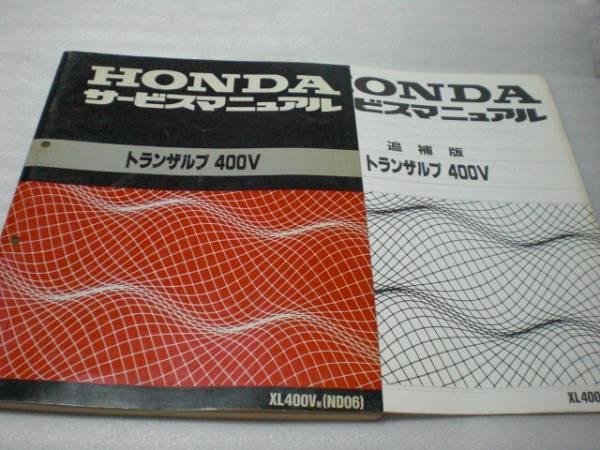 HONDA
サービスマニュアル
トランザルプ 400V
XL400VM (ND06)
ONDA
ビスマニュアル
追補版
トランザルプ 400V
XL400